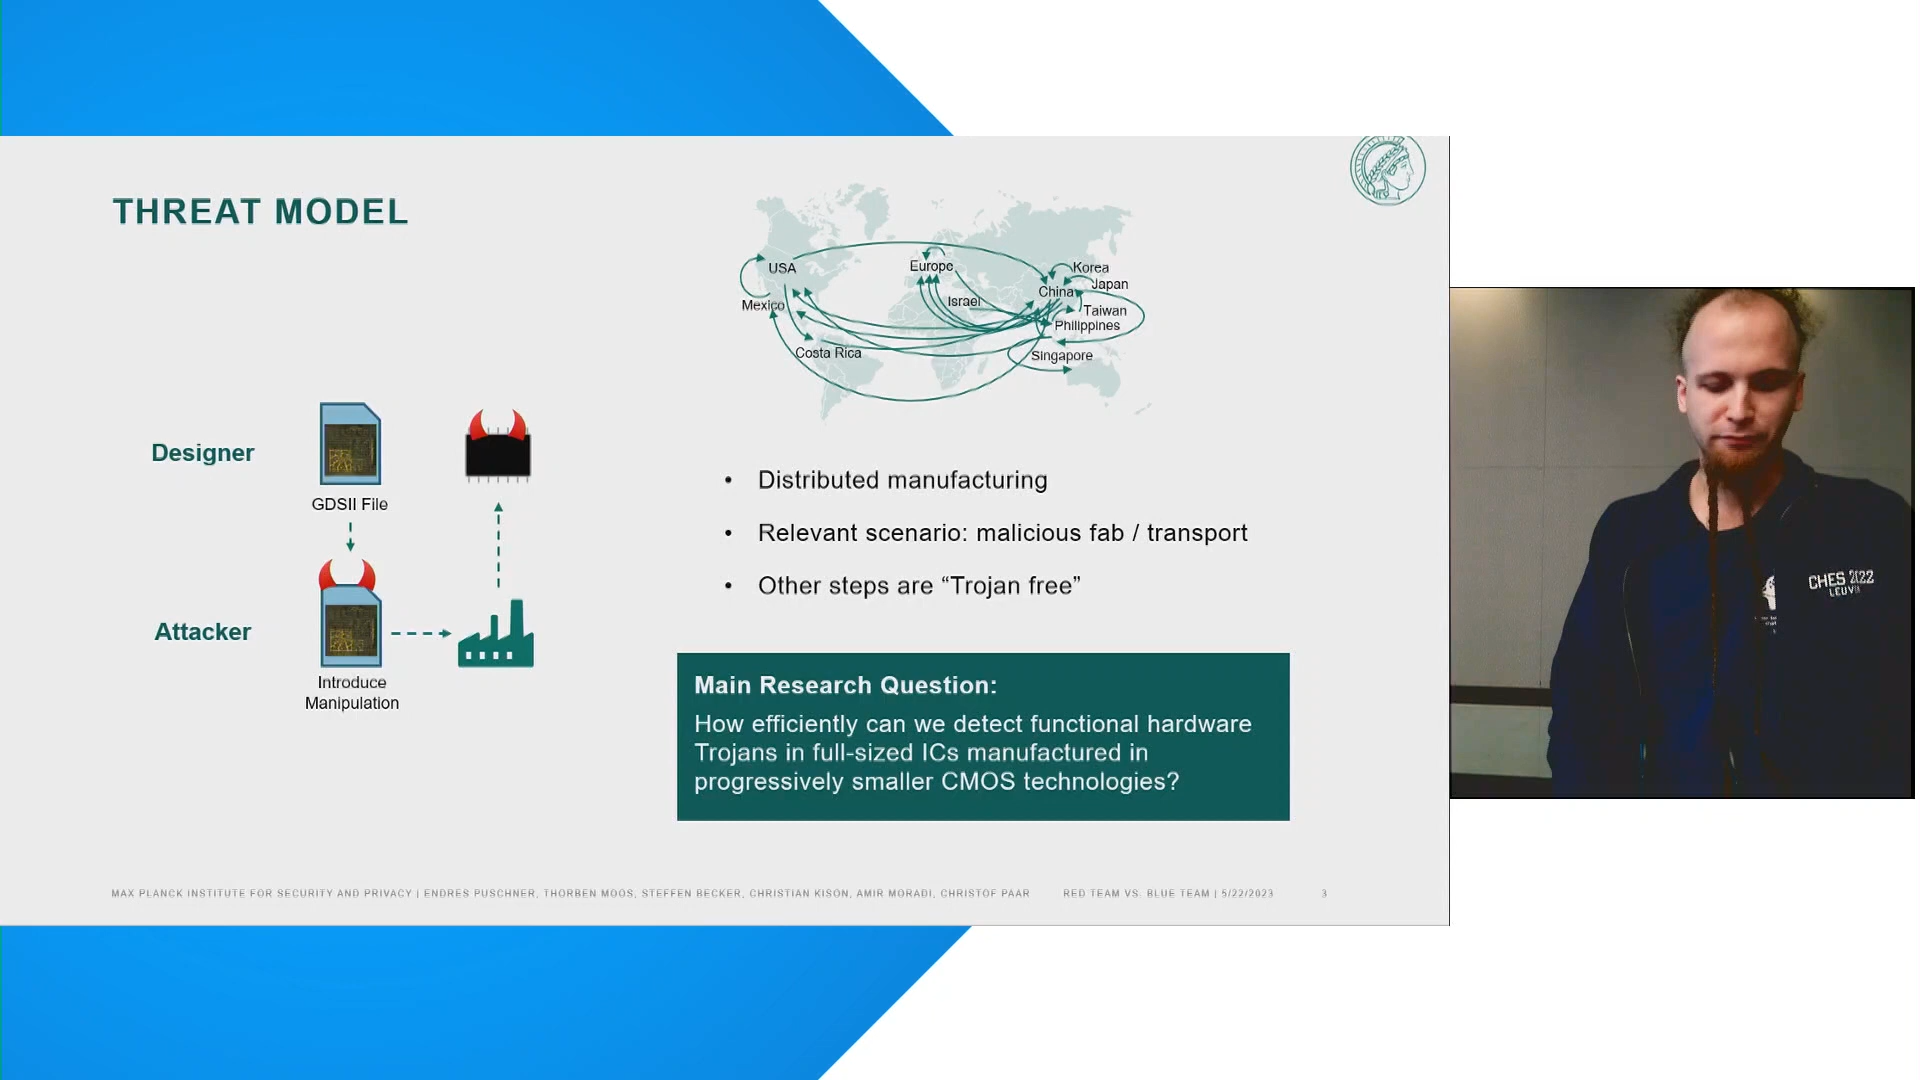 THREAT MODEL
USA
Europe
Korea
Japan
China
Mexico
Israel
Taiwan
Philippines
Costa Rica
Singapore
Designer
GDSII File
Attacker
Introduce
Manipulation
• Distributed manufacturing
• Relevant scenario: malicious fab / transport
• Other steps are “Trojan free”
Main Research Question:
How efficiently can we detect functional hardware
Trojans in full-sized ICs manufactured in
progressively smaller CMOS technologies?
MAX PLANCK INSTITUTE FOR SECURITY AND PRIVACY | ENDRES PUSCHNER, THORBEN MOOS, STEFFEN BECKER, CHRISTIAN KISON, AMIR MORADI, CHRISTOF PAAR
RED TEAM VS. BLUE TEAM | 5/22/2023
3
CHES 2022